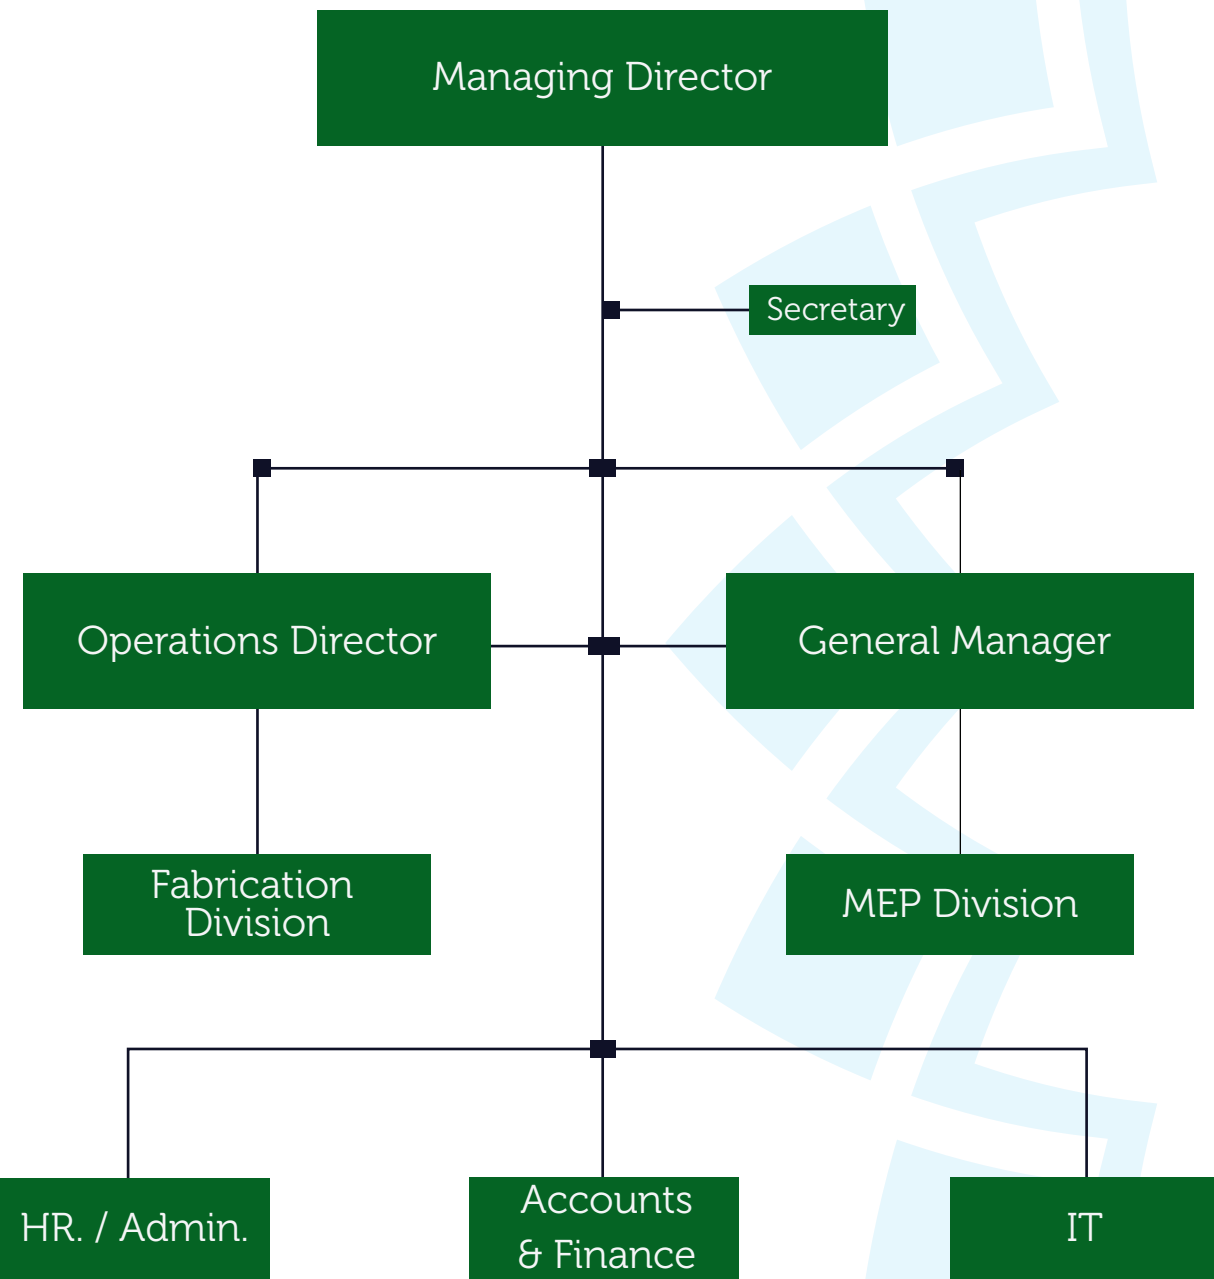 Managing Director
Secretary
Operations Director
General Manager
Fabrication
Division
MEP Division
HR. / Admin.
Accounts
& Finance
IT